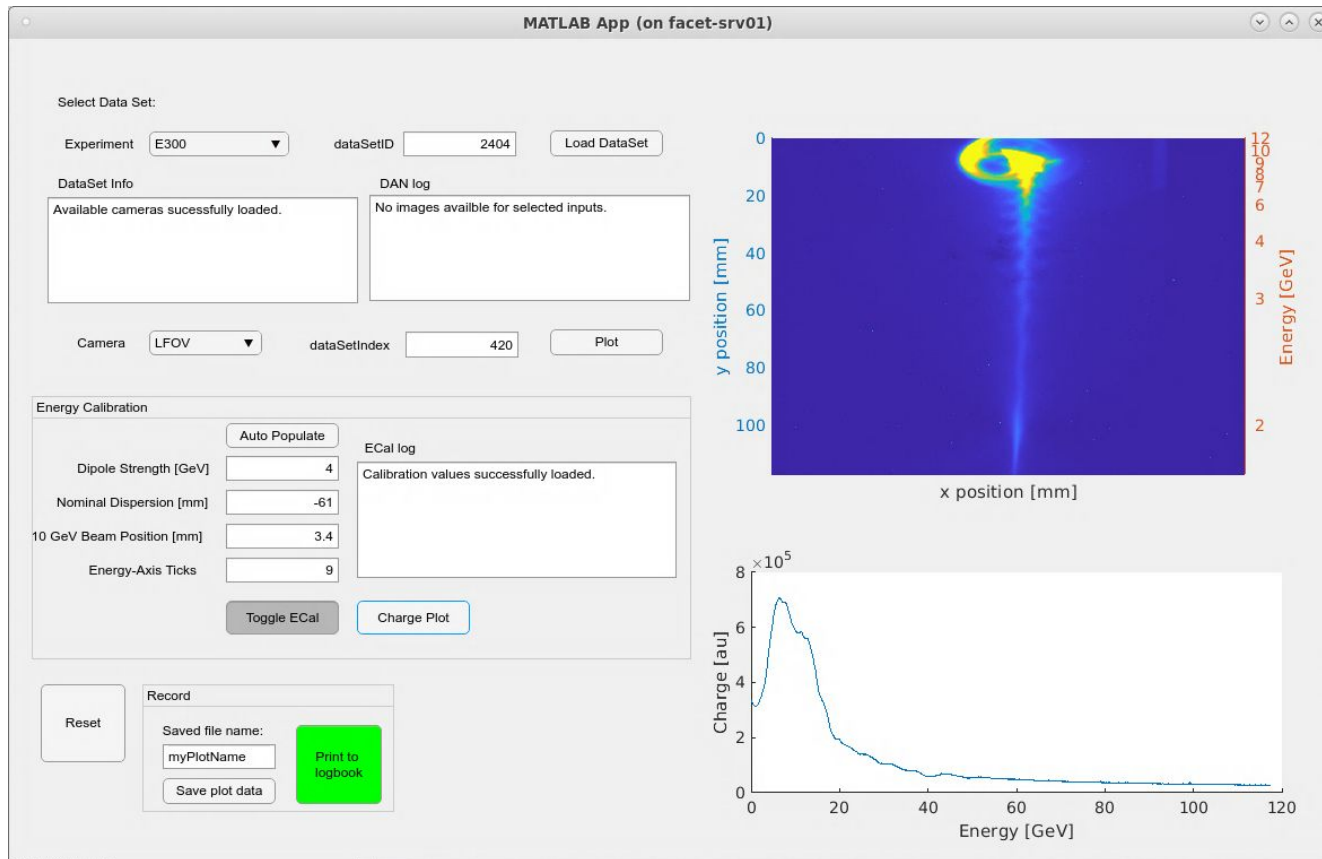 MATLAB App (on facet-srv01)
Select Data Set:
Experiment E300 dataSetID 2404 Load DataSet
DataSet Info DAN log
Available cameras sucessfully loaded. No images availble for selected inputs.
Camera LFOV dataSetIndex 420 Plot
Energy Calibration
Auto Populate
ECal log
Dipole Strength [GeV] 4 Calibration values successfully loaded.
Nominal Dispersion [mm] -61
10 GeV Beam Position [mm] 3.4
Energy-Axis Ticks 9
Toggle ECal Charge Plot
Reset
Record
Saved file name:
myPlotName
Save plot data
Print to
logbook
0
20
40
60
80
100
y position [mm]
12
10
9
8
7
6
4
3
2
Energy [GeV]
x position [mm]
×10^5
8
6
4
2
0
Charge [au]
0 20 40 60 80 100 120
Energy [GeV]